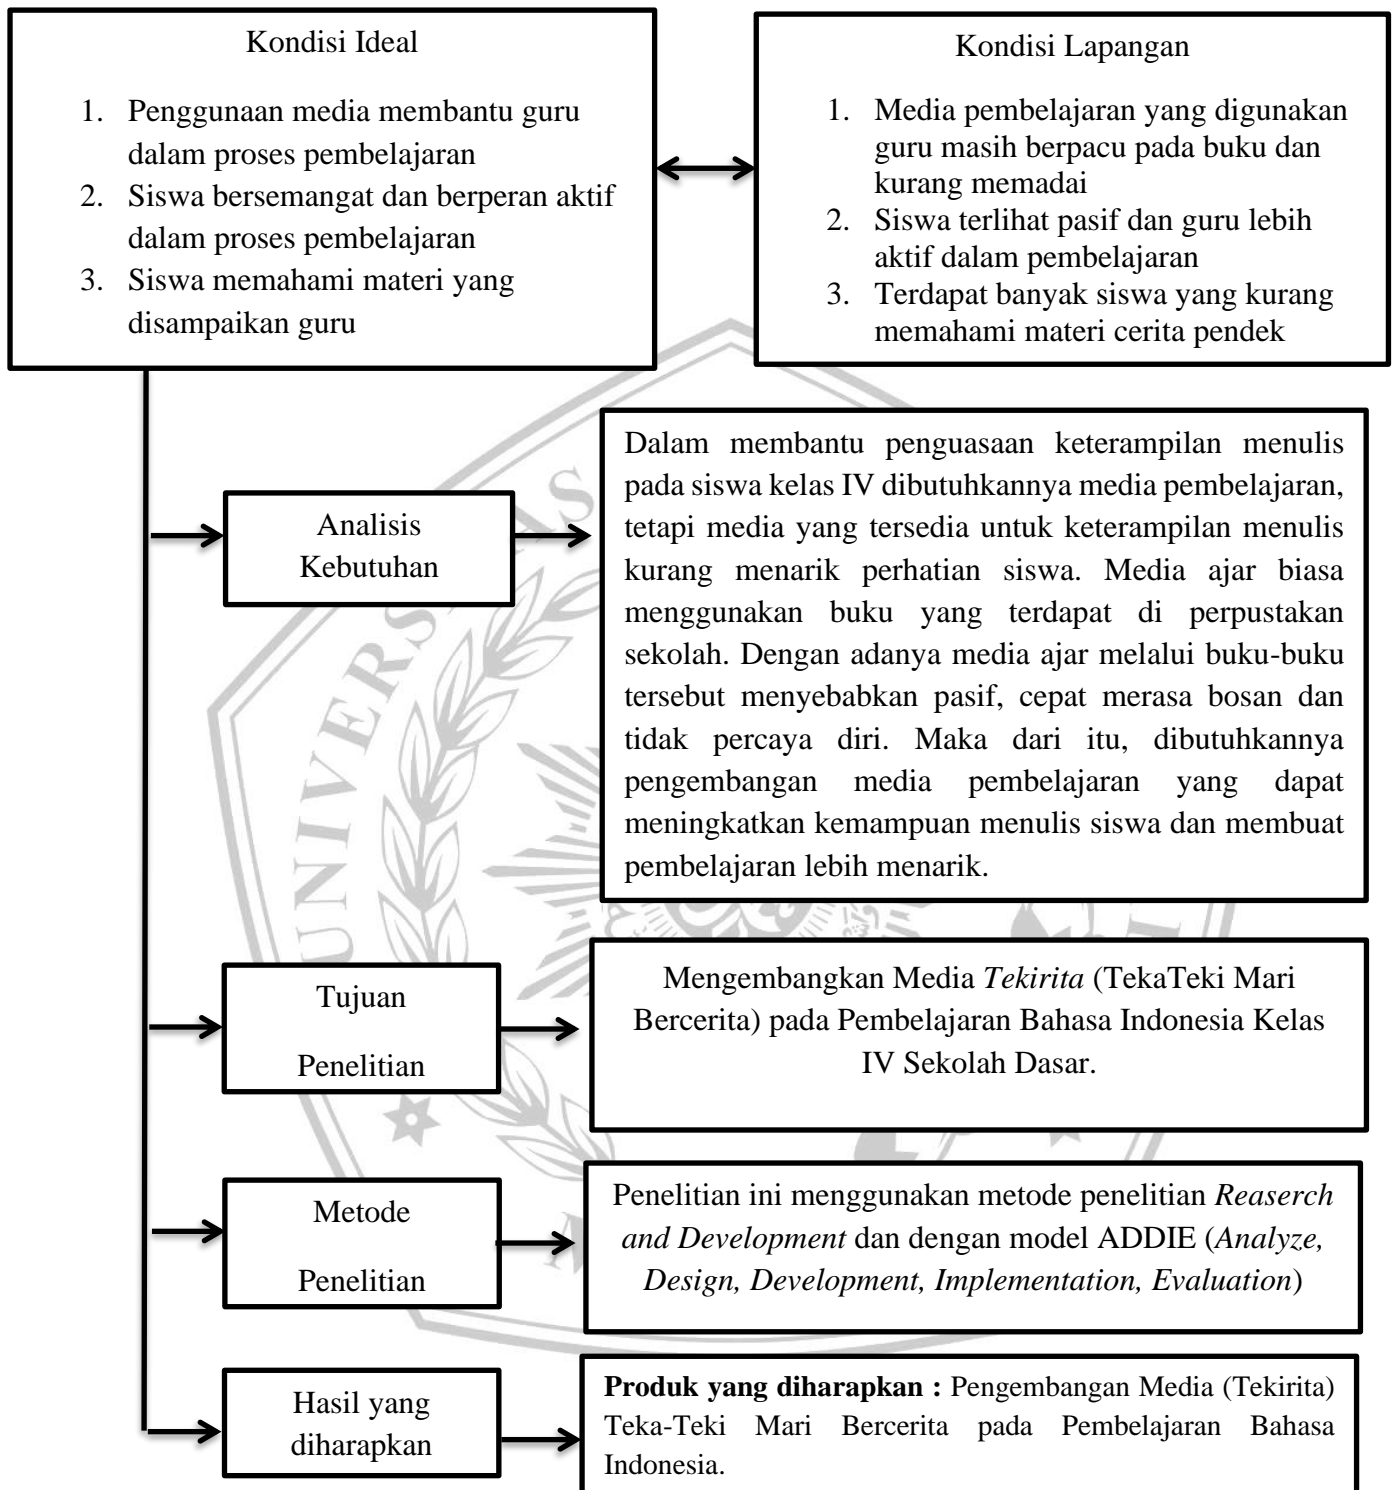 Kondisi Ideal
1. Penggunaan media membantu guru
dalam proses pembelajaran
2. Siswa bersemangat dan berperan aktif
dalam proses pembelajaran
3. Siswa memahami materi yang
disampaikan guru
Kondisi Lapangan
1. Media pembelajaran yang digunakan
guru masih berpacu pada buku dan
kurang memadai
2. Siswa terlihat pasif dan guru lebih
aktif dalam pembelajaran
3. Terdapat banyak siswa yang kurang
memahami materi cerita pendek
Analisis
Kebutuhan
Dalam membantu penguasaan keterampilan menulis
pada siswa kelas IV dibutuhkannya media pembelajaran,
tetapi media yang tersedia untuk keterampilan menulis
kurang menarik perhatian siswa. Media ajar biasa
menggunakan buku yang terdapat di perpustakan
sekolah. Dengan adanya media ajar melalui buku-buku
tersebut menyebabkan pasif, cepat merasa bosan dan
tidak percaya diri. Maka dari itu, dibutuhkannya
pengembangan media pembelajaran yang dapat
meningkatkan kemampuan menulis siswa dan membuat
pembelajaran lebih menarik.
Tujuan
Penelitian
Mengembangkan Media Tekirita (TekaTeki Mari
Bercerita) pada Pembelajaran Bahasa Indonesia Kelas
IV Sekolah Dasar.
Metode
Penelitian
Penelitian ini menggunakan metode penelitian Reaserch
and Development dan dengan model ADDIE (Analyze,
Design, Development, Implementation, Evaluation)
Hasil yang
diharapkan
Produk yang diharapkan : Pengembangan Media (Tekirita)
Teka-Teki Mari Bercerita pada Pembelajaran Bahasa
Indonesia.